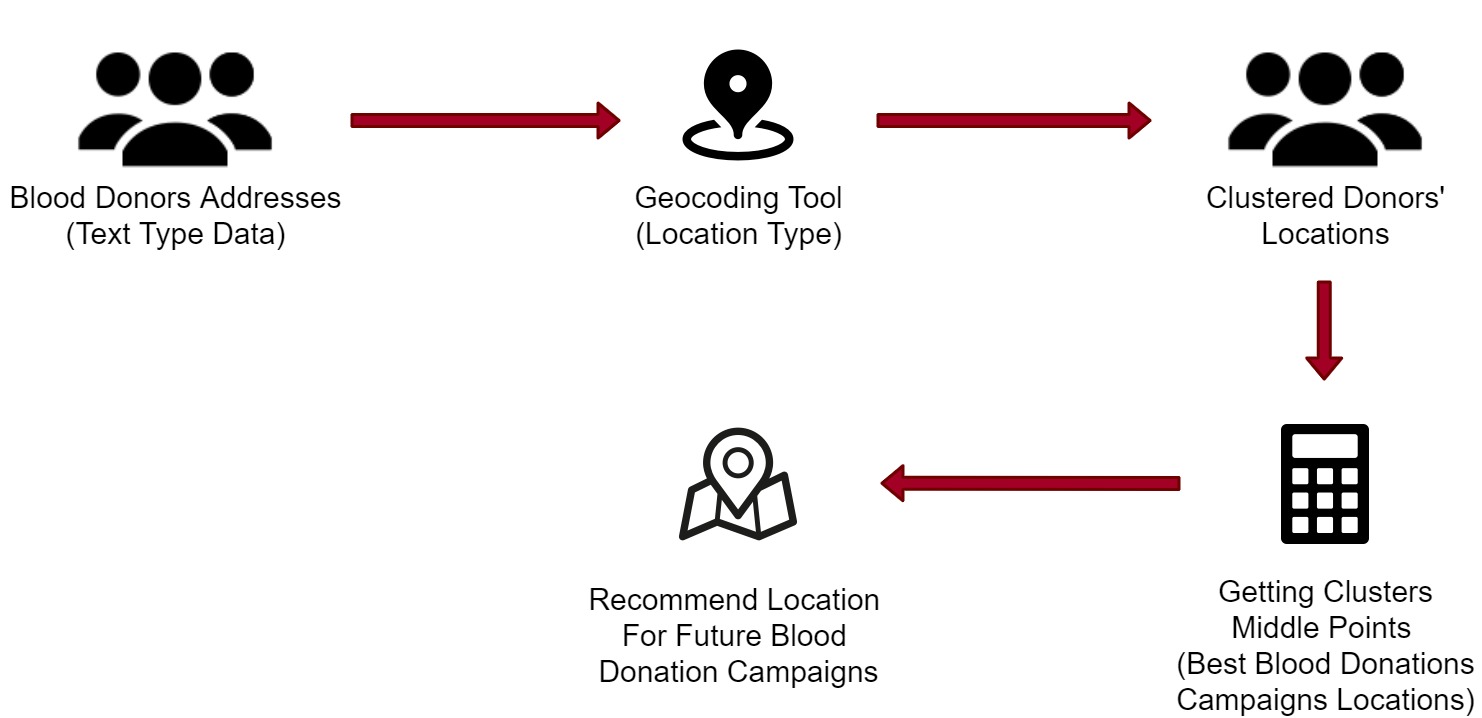 Blood Donors Addresses
(Text Type Data)
Geocoding Tool
(Location Type)
Clustered Donors'
Locations
Getting Clusters
Middle Points
(Best Blood Donations
Campaigns Locations)
Recommend Location
For Future Blood
Donation Campaigns